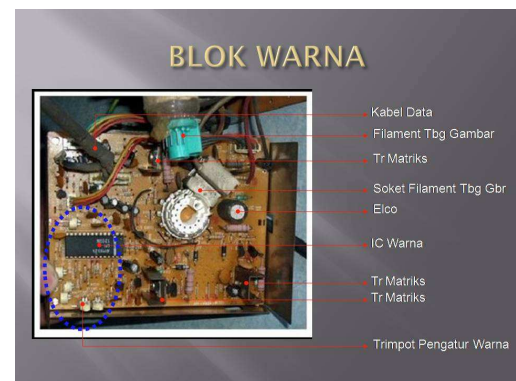 BLOK WARNA
Kabel Data
Filament Tbg Gambar
Tr Matriks
Soket Filament Tbg Gbr
Elco
IC Warna
Tr Matriks
Tr Matriks
Trimpot Pengatur Warna